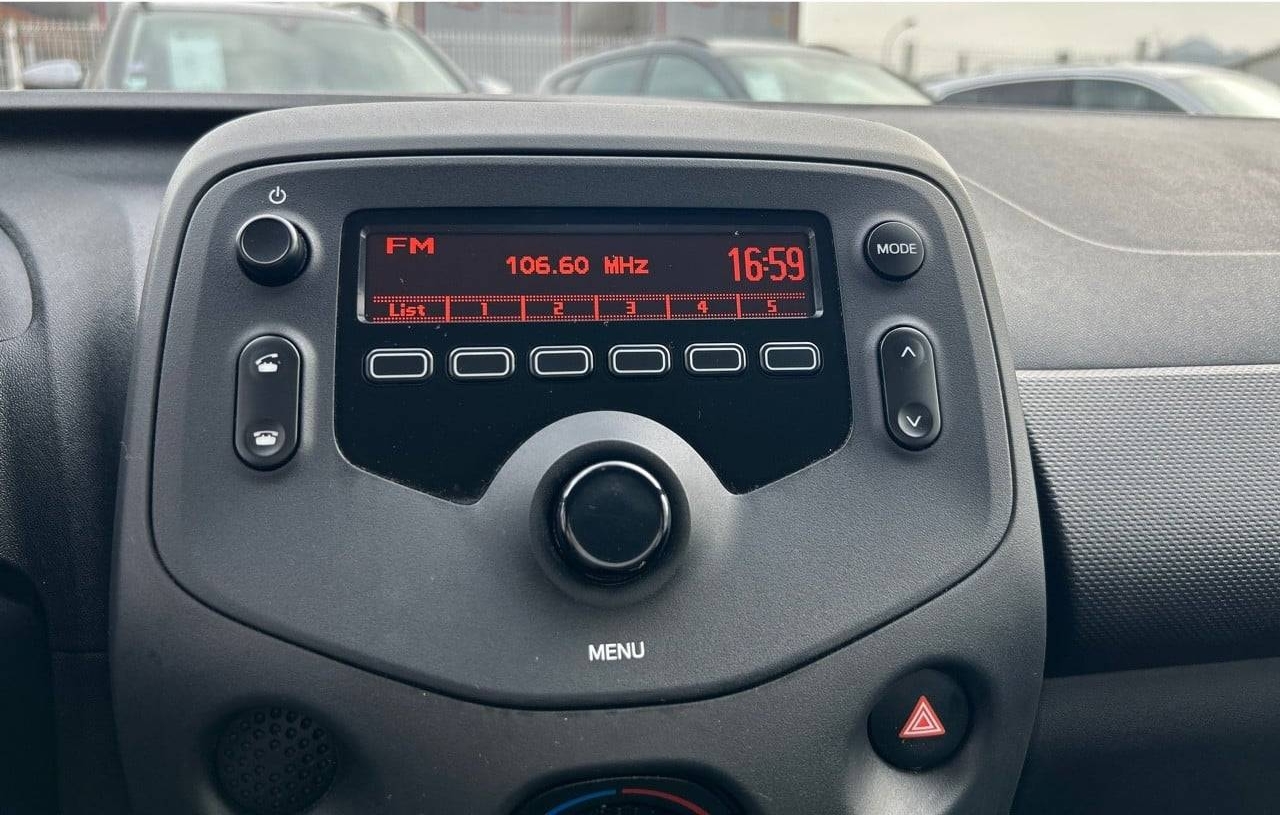 FM
106.60 MHz
16:59
MODE
List 1 2 3 4 5
MENU